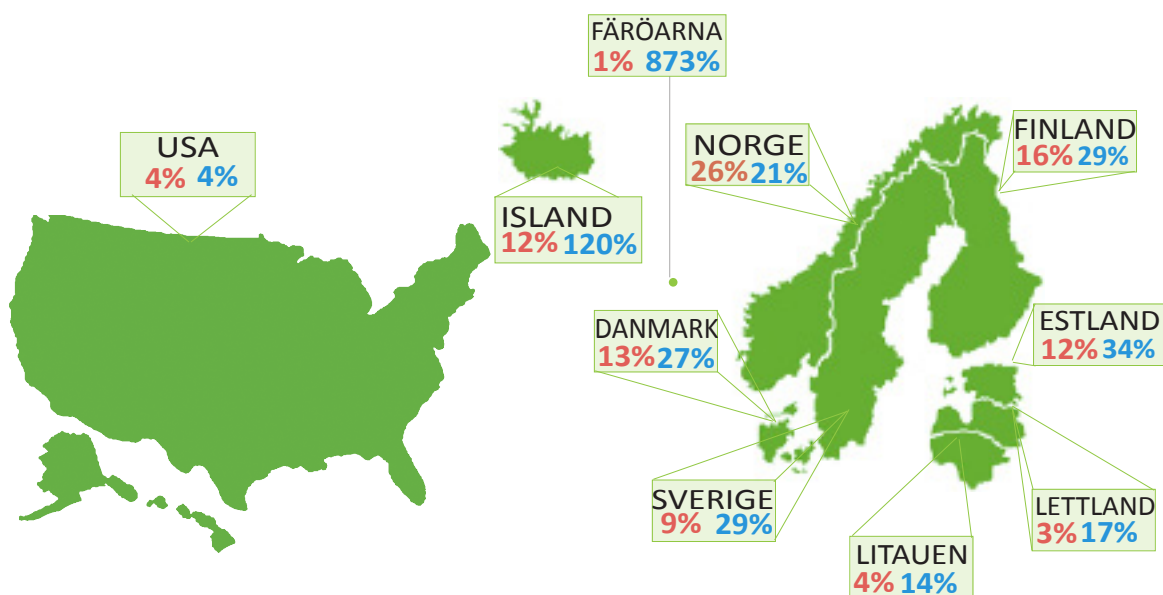 FÄRÖARNA
1% 873%
USA
4% 4%
ISLAND
12% 120%
NORGE
26% 21%
FINLAND
16% 29%
DANMARK
13% 27%
ESTLAND
12% 34%
SVERIGE
9% 29%
LETTLAND
3% 17%
LITAUEN
4% 14%